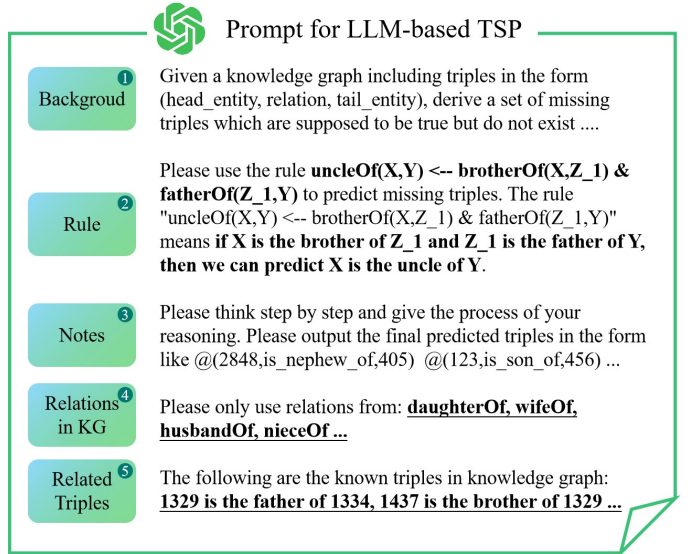 Prompt for LLM-based TSP
1
Backgroud
Given a knowledge graph including triples in the form
(head_entity, relation, tail_entity), derive a set of missing
triples which are supposed to be true but do not exist ....
2
Rule
Please use the rule uncleOf(X,Y) <-- brotherOf(X,Z_1) &
fatherOf(Z_1,Y) to predict missing triples. The rule
"uncleOf(X,Y) <-- brotherOf(X,Z_1) & fatherOf(Z_1,Y)"
means if X is the brother of Z_1 and Z_1 is the father of Y,
then we can predict X is the uncle of Y.
3
Notes
Please think step by step and give the process of your
reasoning. Please output the final predicted triples in the form
like @(2848,is_nephew_of,405)  @(123,is_son_of,456) ...
4
Relations
in KG
Please only use relations from: daughterOf, wifeOf,
husbandOf, nieceOf ...
5
Related
Triples
The following are the known triples in knowledge graph:
1329 is the father of 1334, 1437 is the brother of 1329 ...